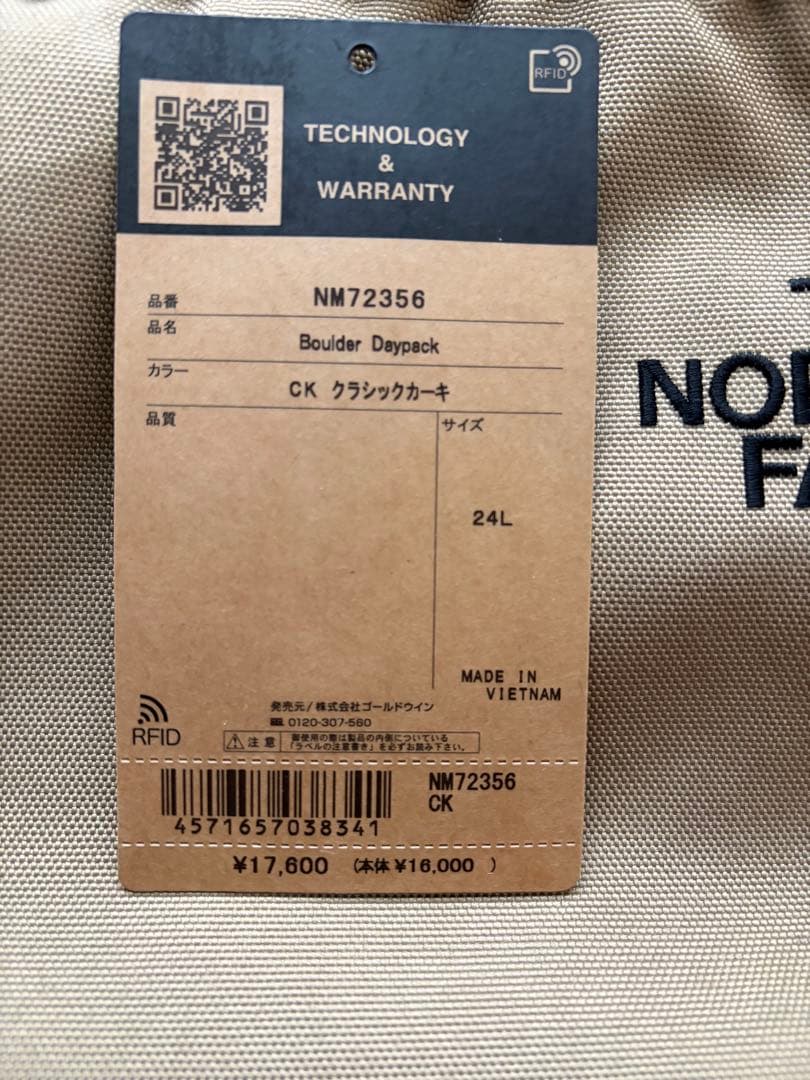 RFID
TECHNOLOGY
&
WARRANTY
品番 NM72356
品名 Boulder Daypack
カラー CK クラシックカーキ
品質
サイズ
24L
MADE IN
VIETNAM
RFID
発売元/株式会社ゴールドウイン
0120-307-560
注意
御使用の際は製品の内側についている
「ラベルの注意書き」を必ずお読み下さい。
4571657038341
NM72356
CK
¥17,600 (本体¥16,000 )
NOR
FA